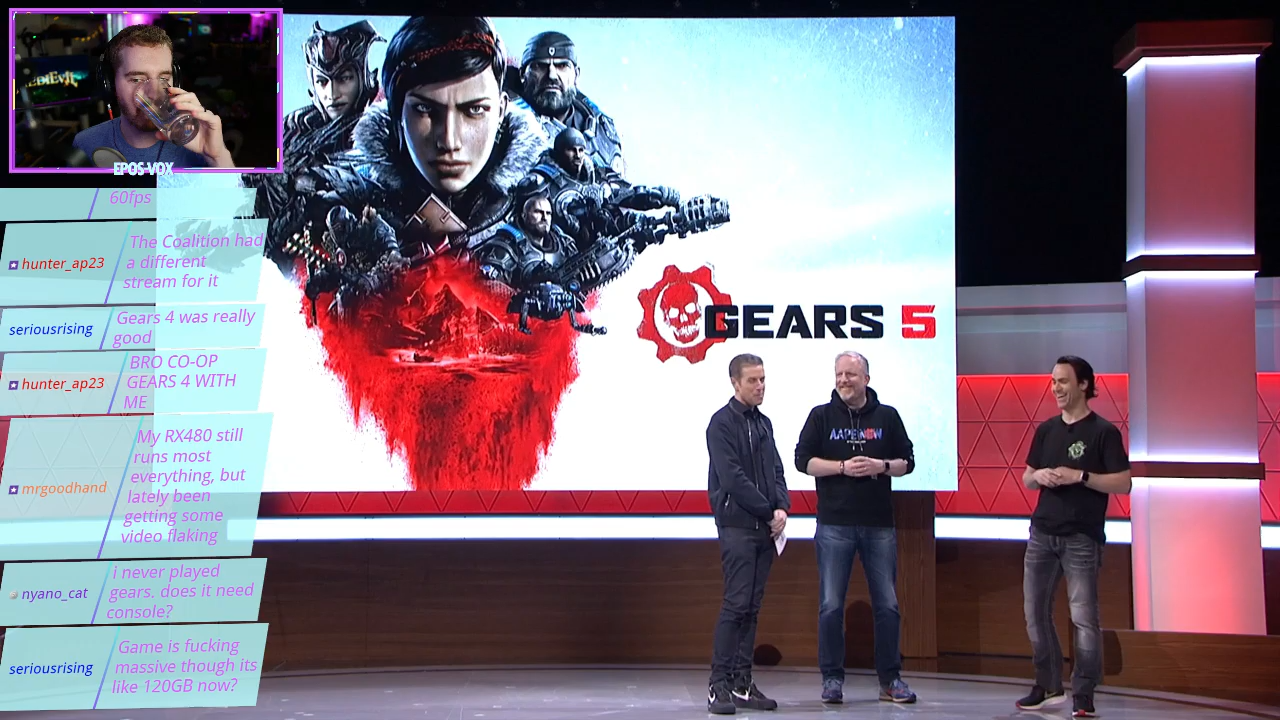 EDIEVIL
EPOS VOX
60fps
hunter_ap23
The Coalition had
a different
stream for it
seriousrising
Gears 4 was really
good
hunter_ap23
BRO CO-OP
GEARS 4 WITH
ME
mrgoodhand
My RX480 still
runs most
everything, but
lately been
getting some
video flaking
nyano_cat
i never played
gears. does it need
console?
seriousrising
Game is fucking
massive though its
like 120GB now?
GEARS 5